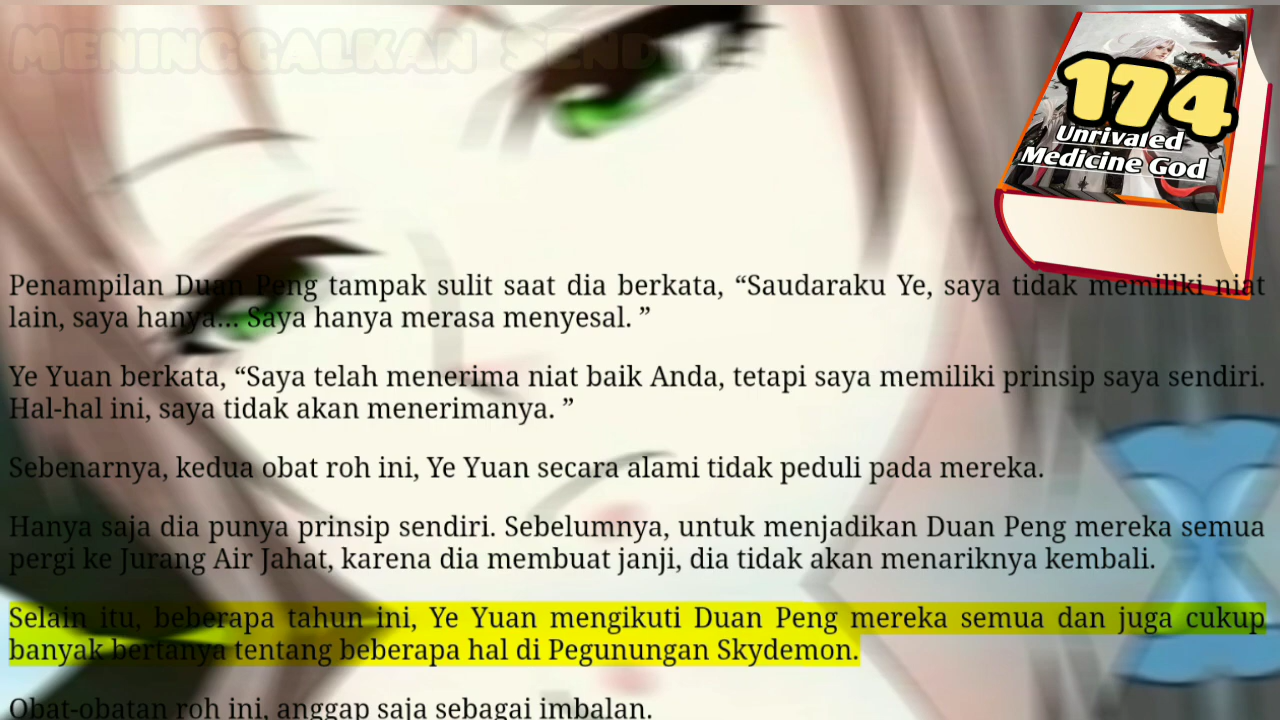 MENINGGALKAN SENDIRI
174
Unrivaled
Medicine God
Penampilan Duan Peng tampak sulit saat dia berkata, “Saudaraku Ye, saya tidak memiliki niat
lain, saya hanya... Saya hanya merasa menyesal. ”
Ye Yuan berkata, “Saya telah menerima niat baik Anda, tetapi saya memiliki prinsip saya sendiri.
Hal-hal ini, saya tidak akan menerimanya. ”
Sebenarnya, kedua obat roh ini, Ye Yuan secara alami tidak peduli pada mereka.
Hanya saja dia punya prinsip sendiri. Sebelumnya, untuk menjadikan Duan Peng mereka semua
pergi ke Jurang Air Jahat, karena dia membuat janji, dia tidak akan menariknya kembali.
Selain itu, beberapa tahun ini, Ye Yuan mengikuti Duan Peng mereka semua dan juga cukup
banyak bertanya tentang beberapa hal di Pegunungan Skydemon.
Obat-obatan roh ini, anggap saja sebagai imbalan.